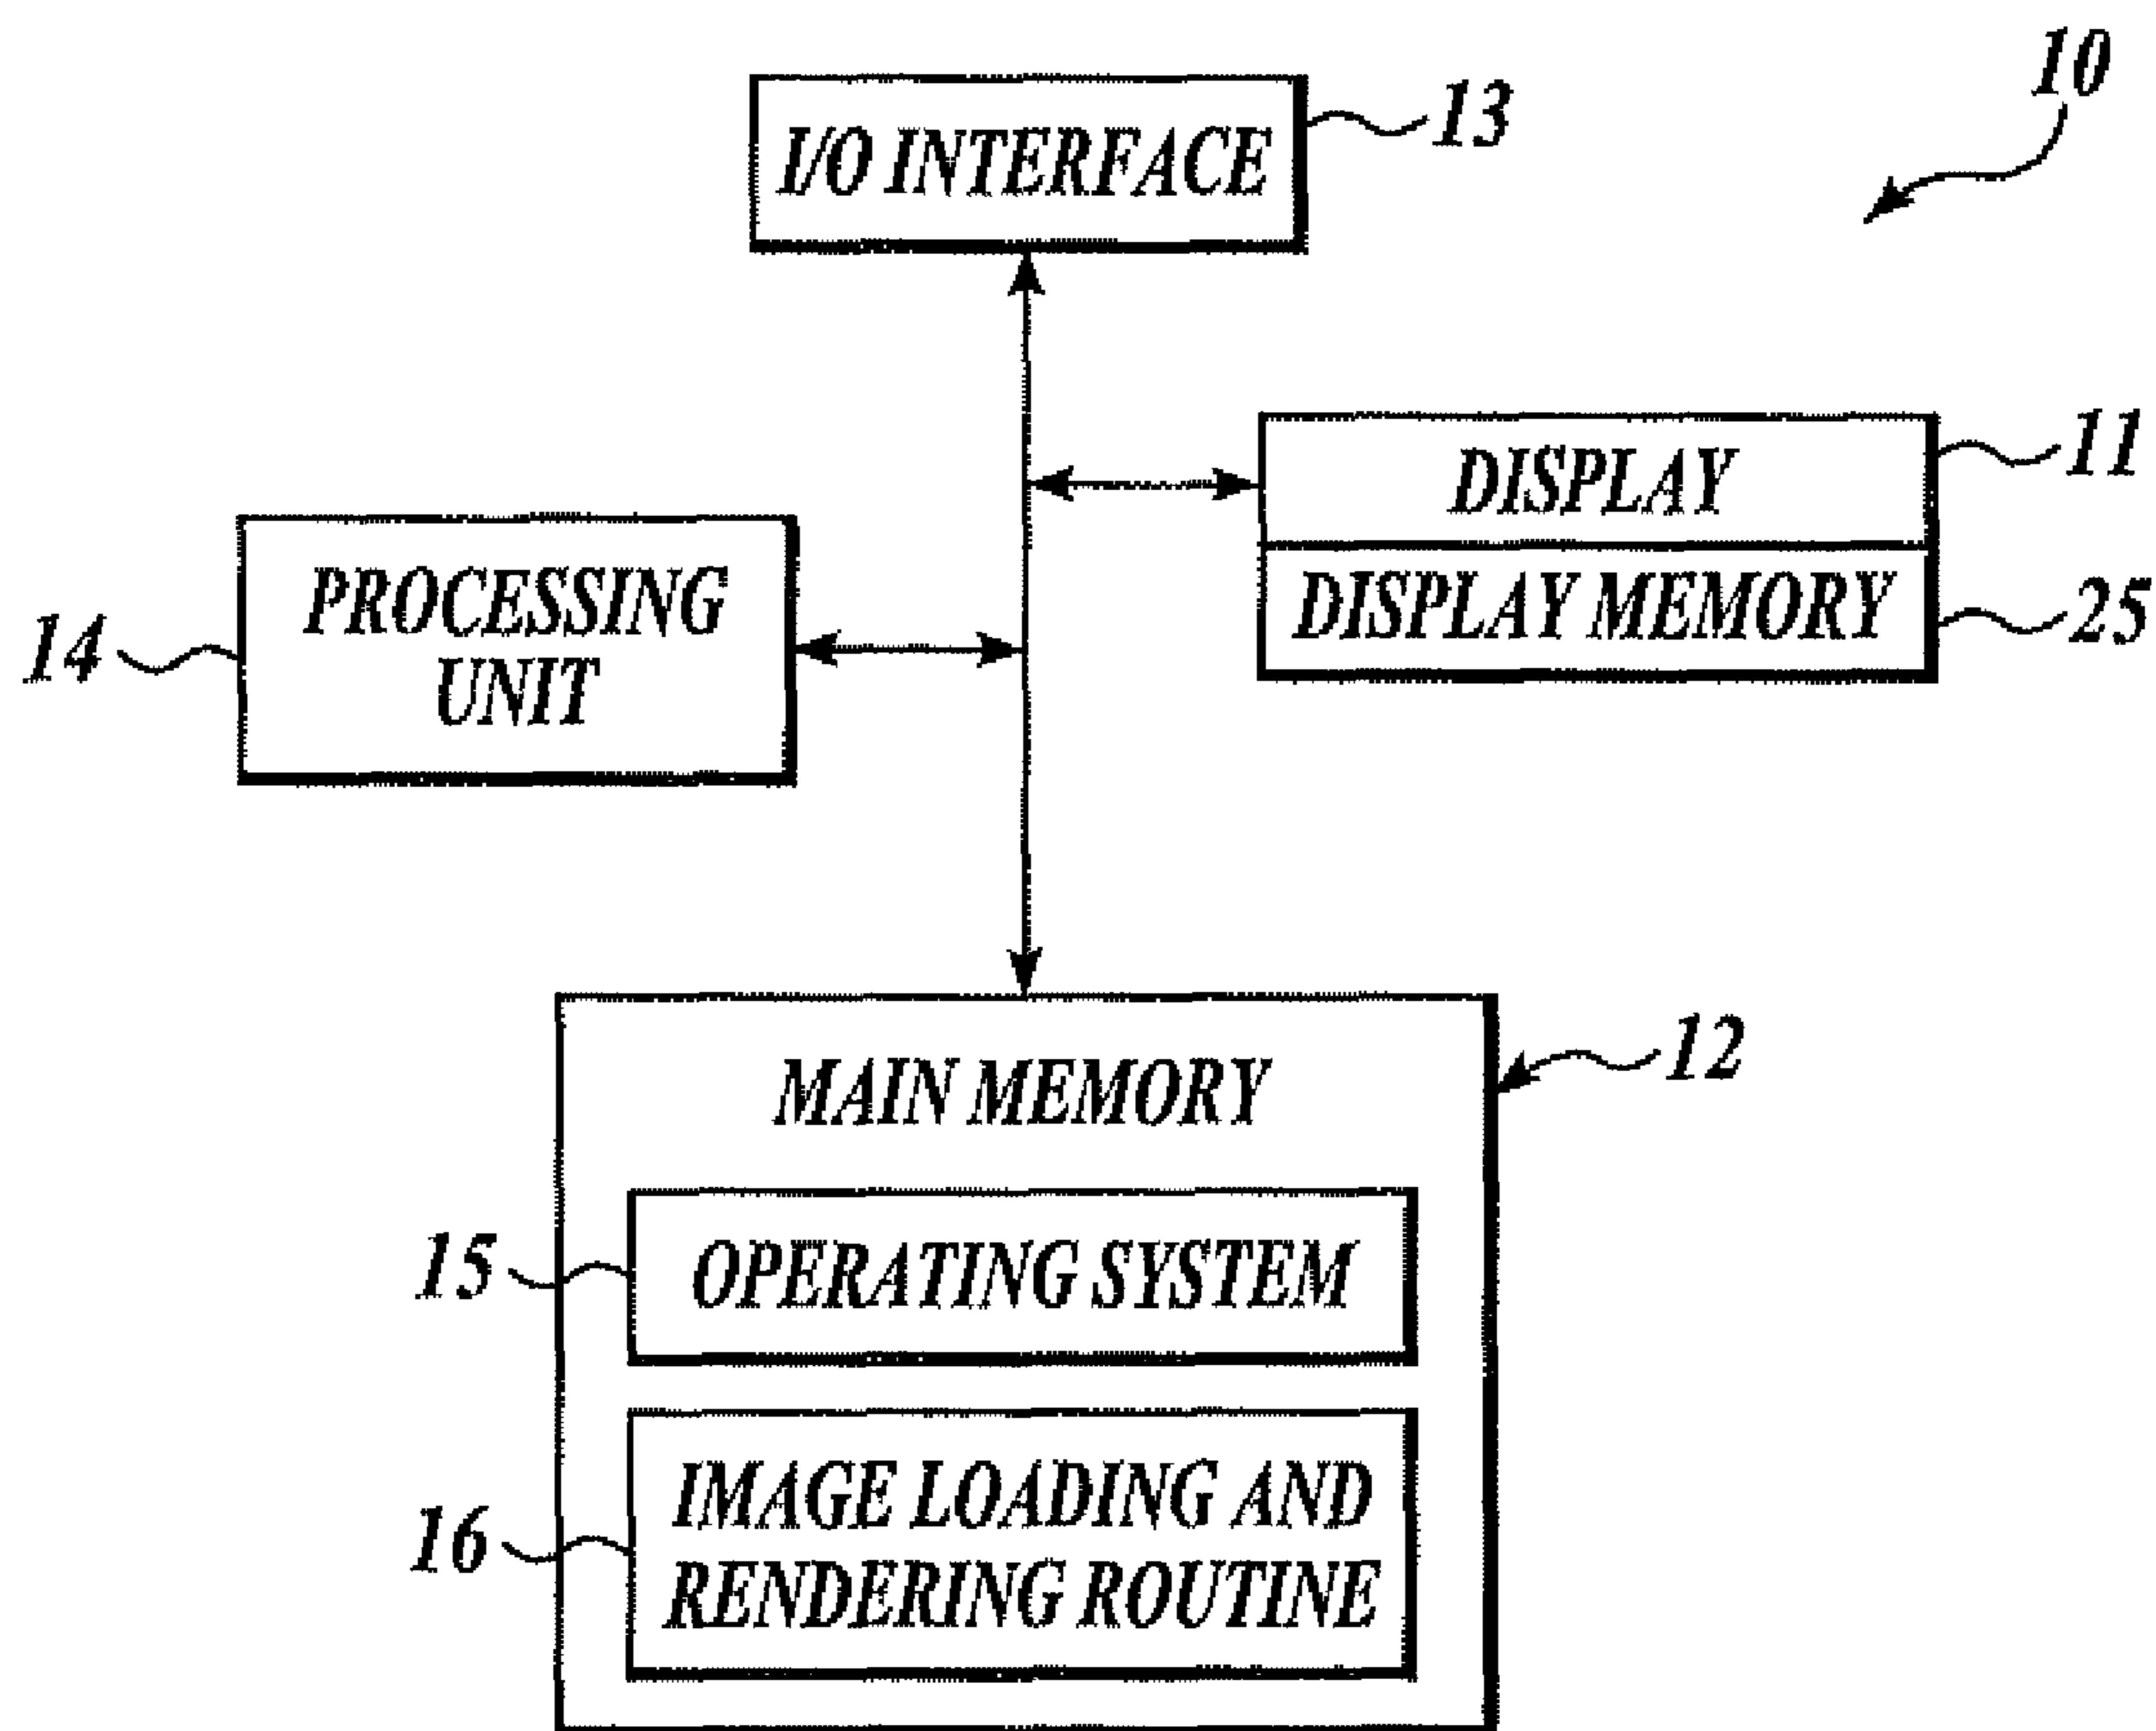 10
I/O INTERFACE
13
DISPLAY
11
PROCESSING
UNIT
14
DISPLAY MEMORY
25
MAIN MEMORY
12
15
OPERATING SYSTEM
16
IMAGE LOADING AND
RENDERING ROUTINE